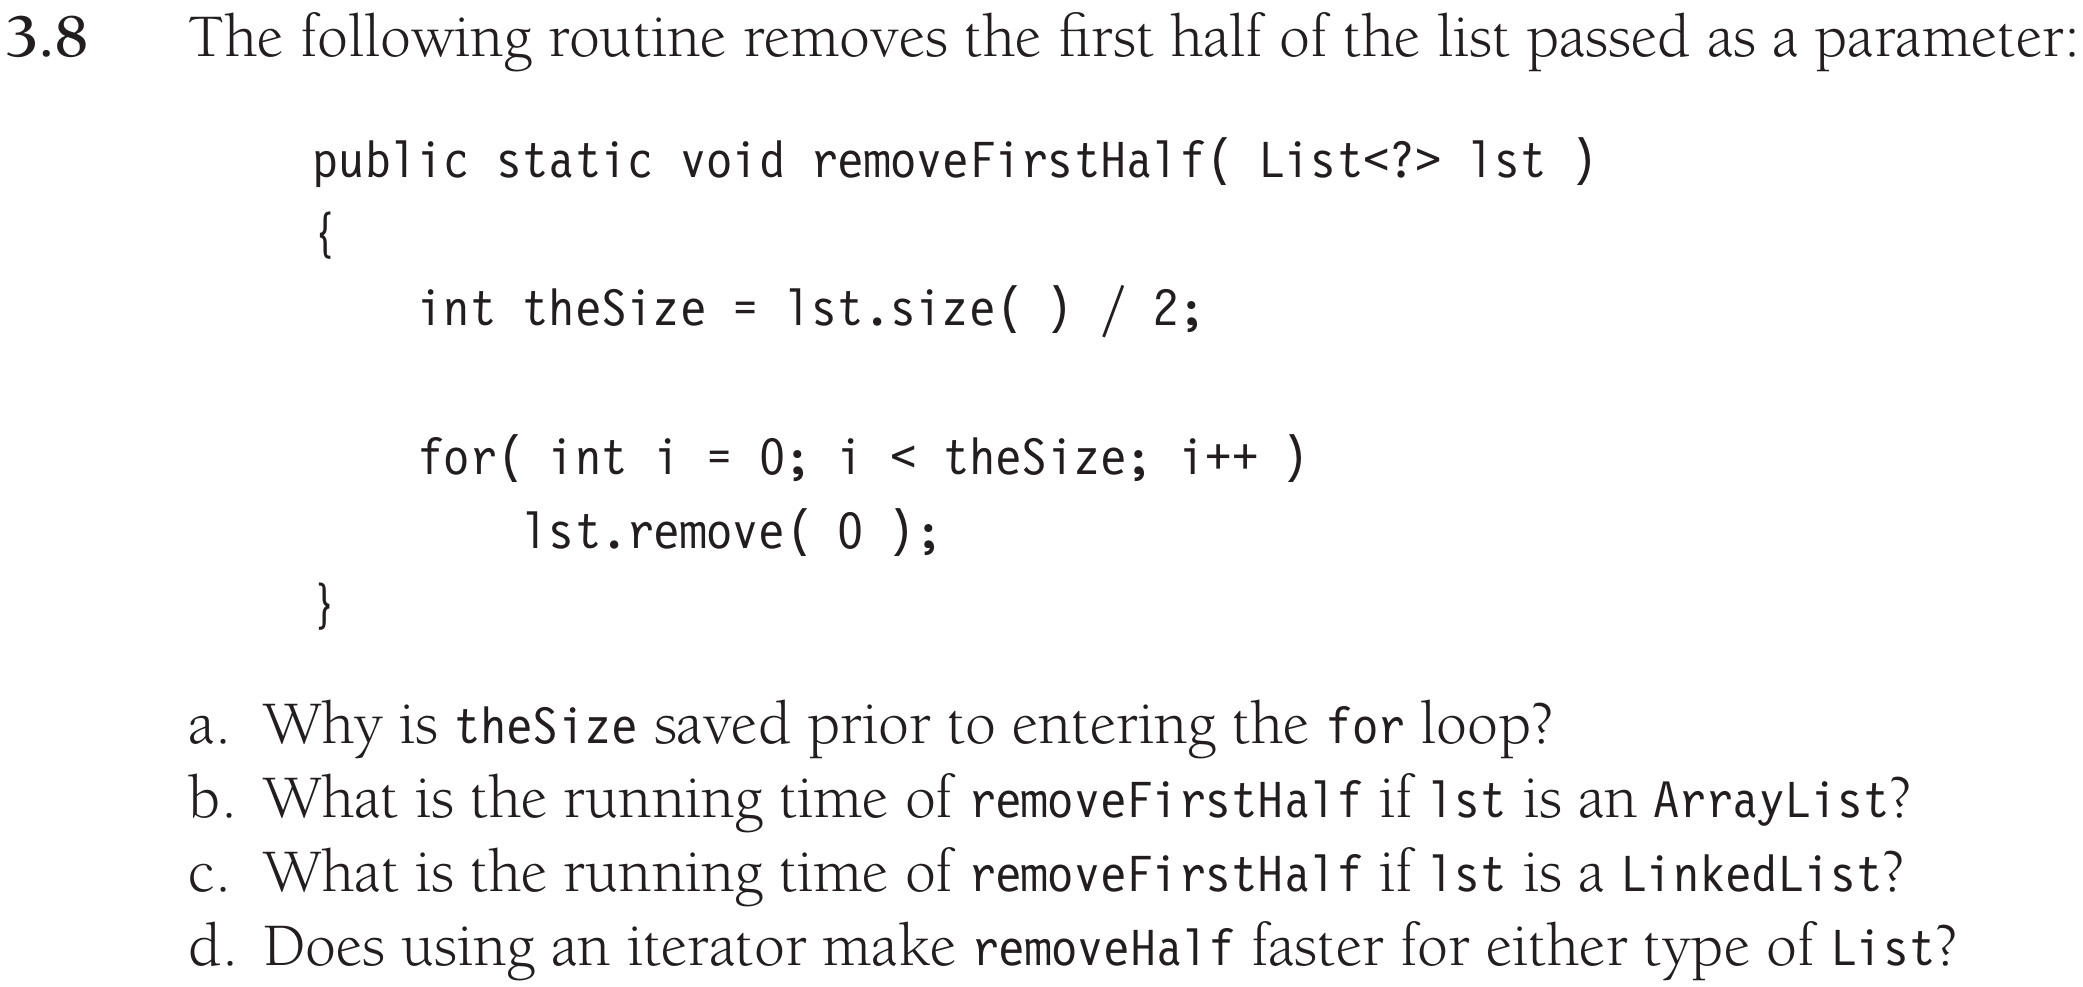 3.8 The following routine removes the first half of the list passed as a parameter:
public static void removeFirstHalf( List<?> lst )
{
int theSize = lst.size( ) / 2;
for( int i = 0; i < theSize; i++ )
lst.remove( 0 );
}
a. Why is theSize saved prior to entering the for loop?
b. What is the running time of removeFirstHalf if lst is an ArrayList?
c. What is the running time of removeFirstHalf if lst is a LinkedList?
d. Does using an iterator make removeHalf faster for either type of List?